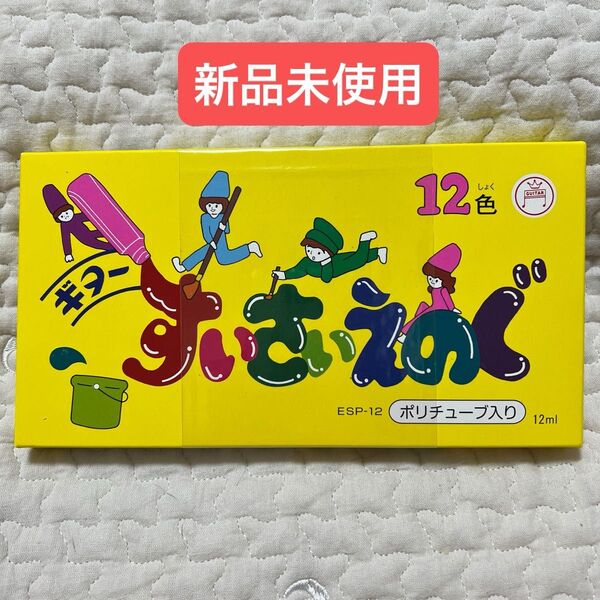 新品未使用
12色
しょく
GUITAR
ギター
すいさいえのぐ
ESP-12 ポリチューブ入り 12ml